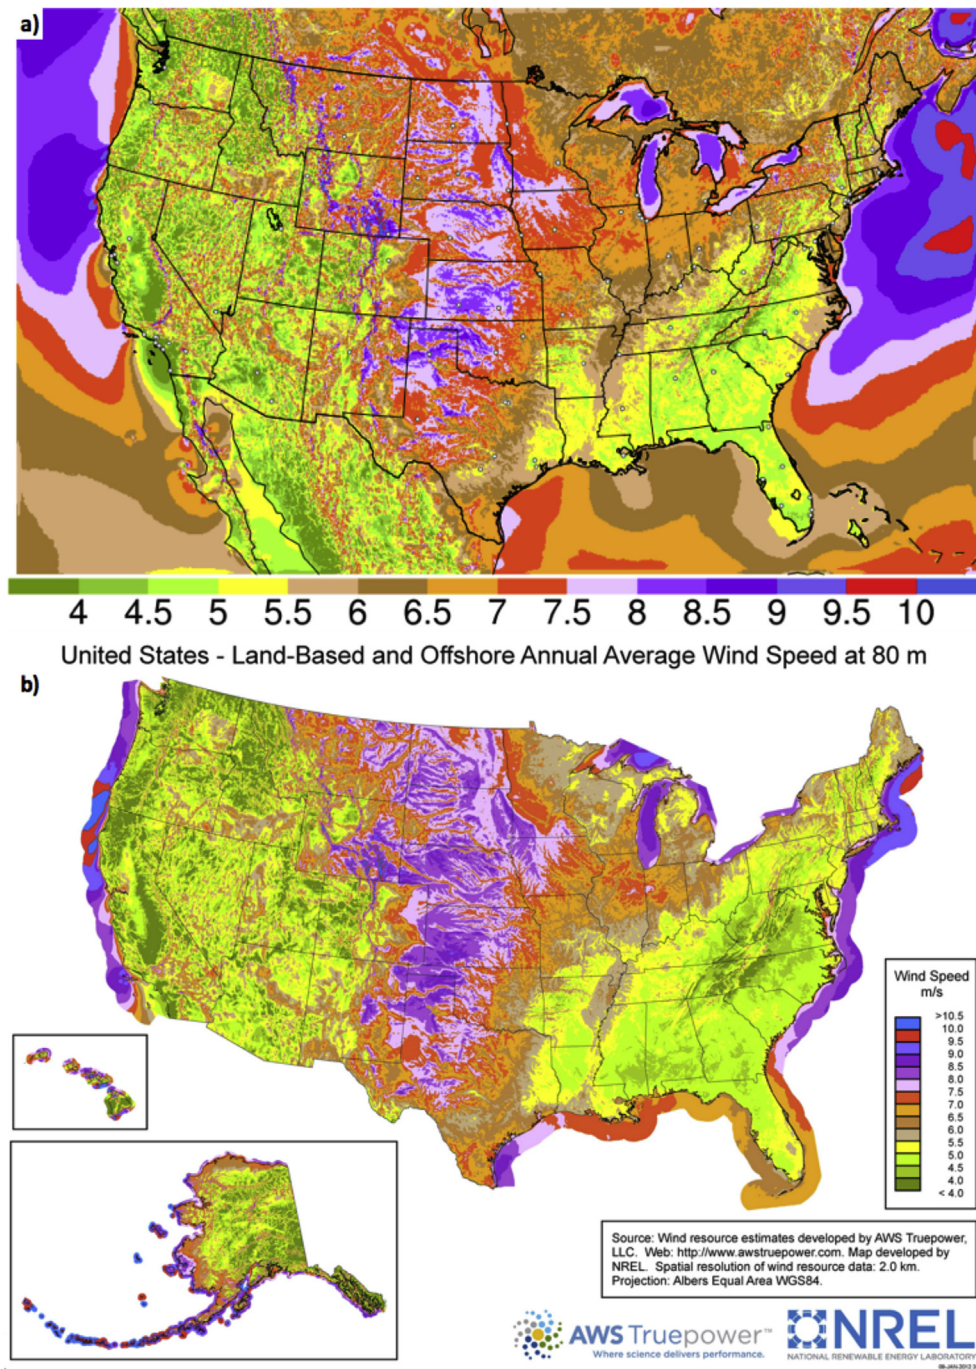 a)
4 4.5 5 5.5 6 6.5 7 7.5 8 8.5 9 9.5 10
United States - Land-Based and Offshore Annual Average Wind Speed at 80 m
b)
Wind Speed
m/s
>10.5
10.0
9.5
9.0
8.5
8.0
7.5
7.0
6.5
6.0
5.5
5.0
4.5
4.0
< 4.0
Source: Wind resource estimates developed by AWS Truepower,
LLC. Web: http://www.awstruepower.com. Map developed by
NREL. Spatial resolution of wind resource data: 2.0 km.
Projection: Albers Equal Area WGS84.
AWS Truepower™
Where science delivers performance.
NREL
NATIONAL RENEWABLE ENERGY LABORATORY